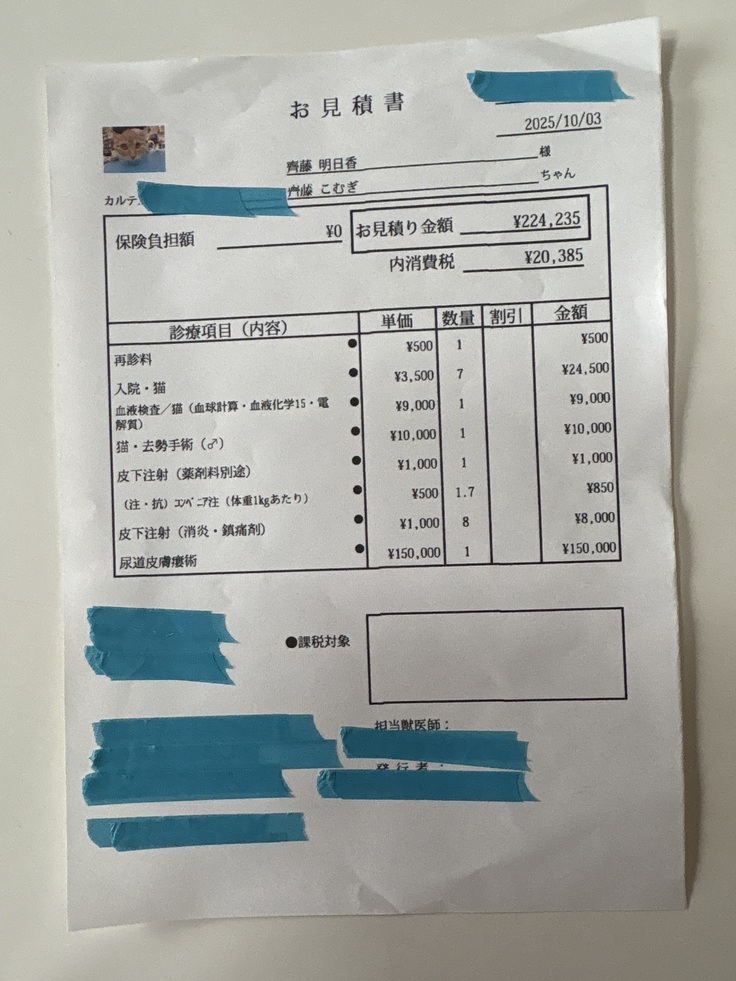 お見積書
2025/10/03
齊藤 明日香 様
齊藤 こむぎ ちゃん
カルテ
保険負担額 ¥0
お見積り金額 ¥224,235
内消費税 ¥20,385
診療項目（内容） 単価 数量 割引 金額
再診料 ● ¥500 1 ¥500
入院・猫 ● ¥3,500 7 ¥24,500
血液検査／猫（血球計算・血液化学15・電
解質） ● ¥9,000 1 ¥9,000
猫・去勢手術（♂） ● ¥10,000 1 ¥10,000
皮下注射（薬剤料別途） ● ¥1,000 1 ¥1,000
（注・抗）ｺﾝﾍﾞﾆｱ注（体重1kgあたり） ● ¥500 1.7 ¥850
皮下注射（消炎・鎮痛剤） ● ¥1,000 8 ¥8,000
尿道皮膚瘻術 ● ¥150,000 1 ¥150,000
●課税対象
担当獣医師：
発行者：